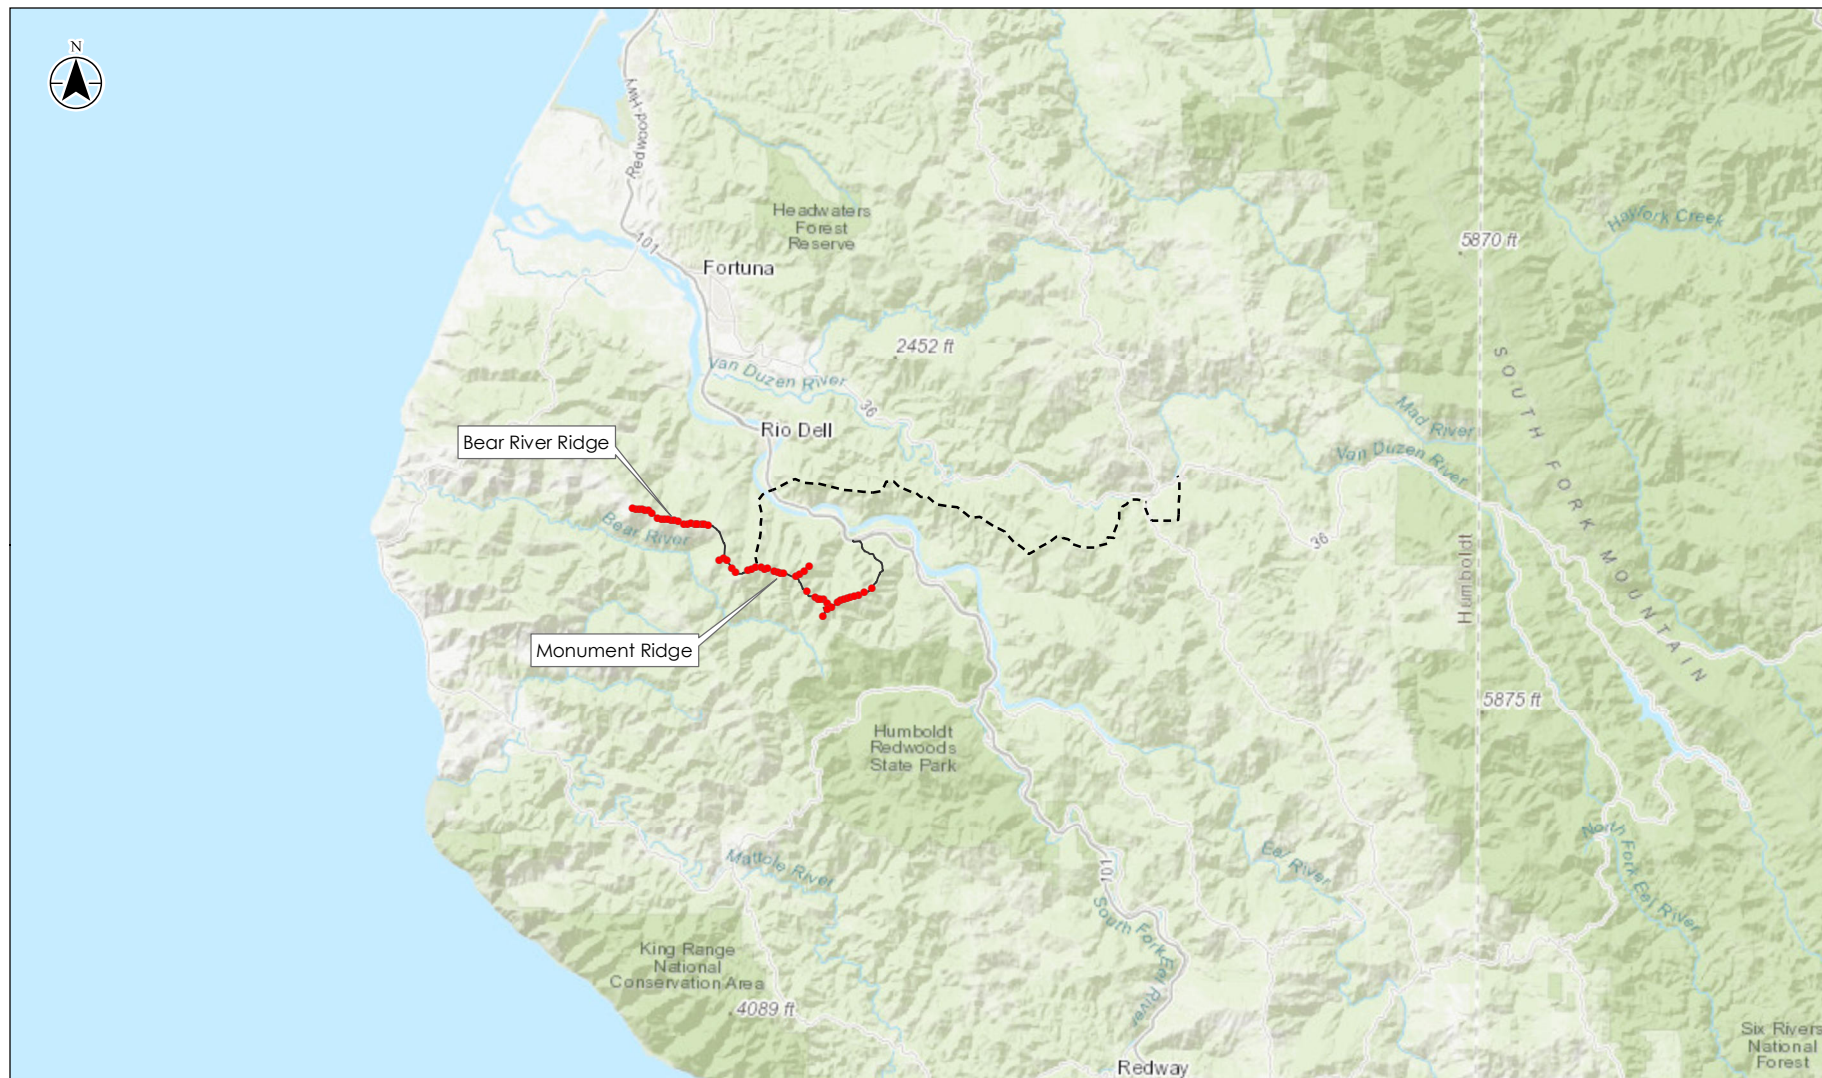 N
Redwood Hwy
Headwaters
Forest
Reserve
Hayfork Creek
5870 ft
101
Fortuna
2452 ft
Van Duzen River
36
SOUTH FORK MOUNTAIN
Mad River
Rio Dell
Bear River Ridge
Van Duzen River
Bear River
36
Humboldt
Monument Ridge
5875 ft
Humboldt
Redwoods
State Park
North Fork Eel River
Mattole River
Eel River
101
South Fork Eel River
King Range
National
Conservation Area
4089 ft
Six Rivers
National
Forest
Redway